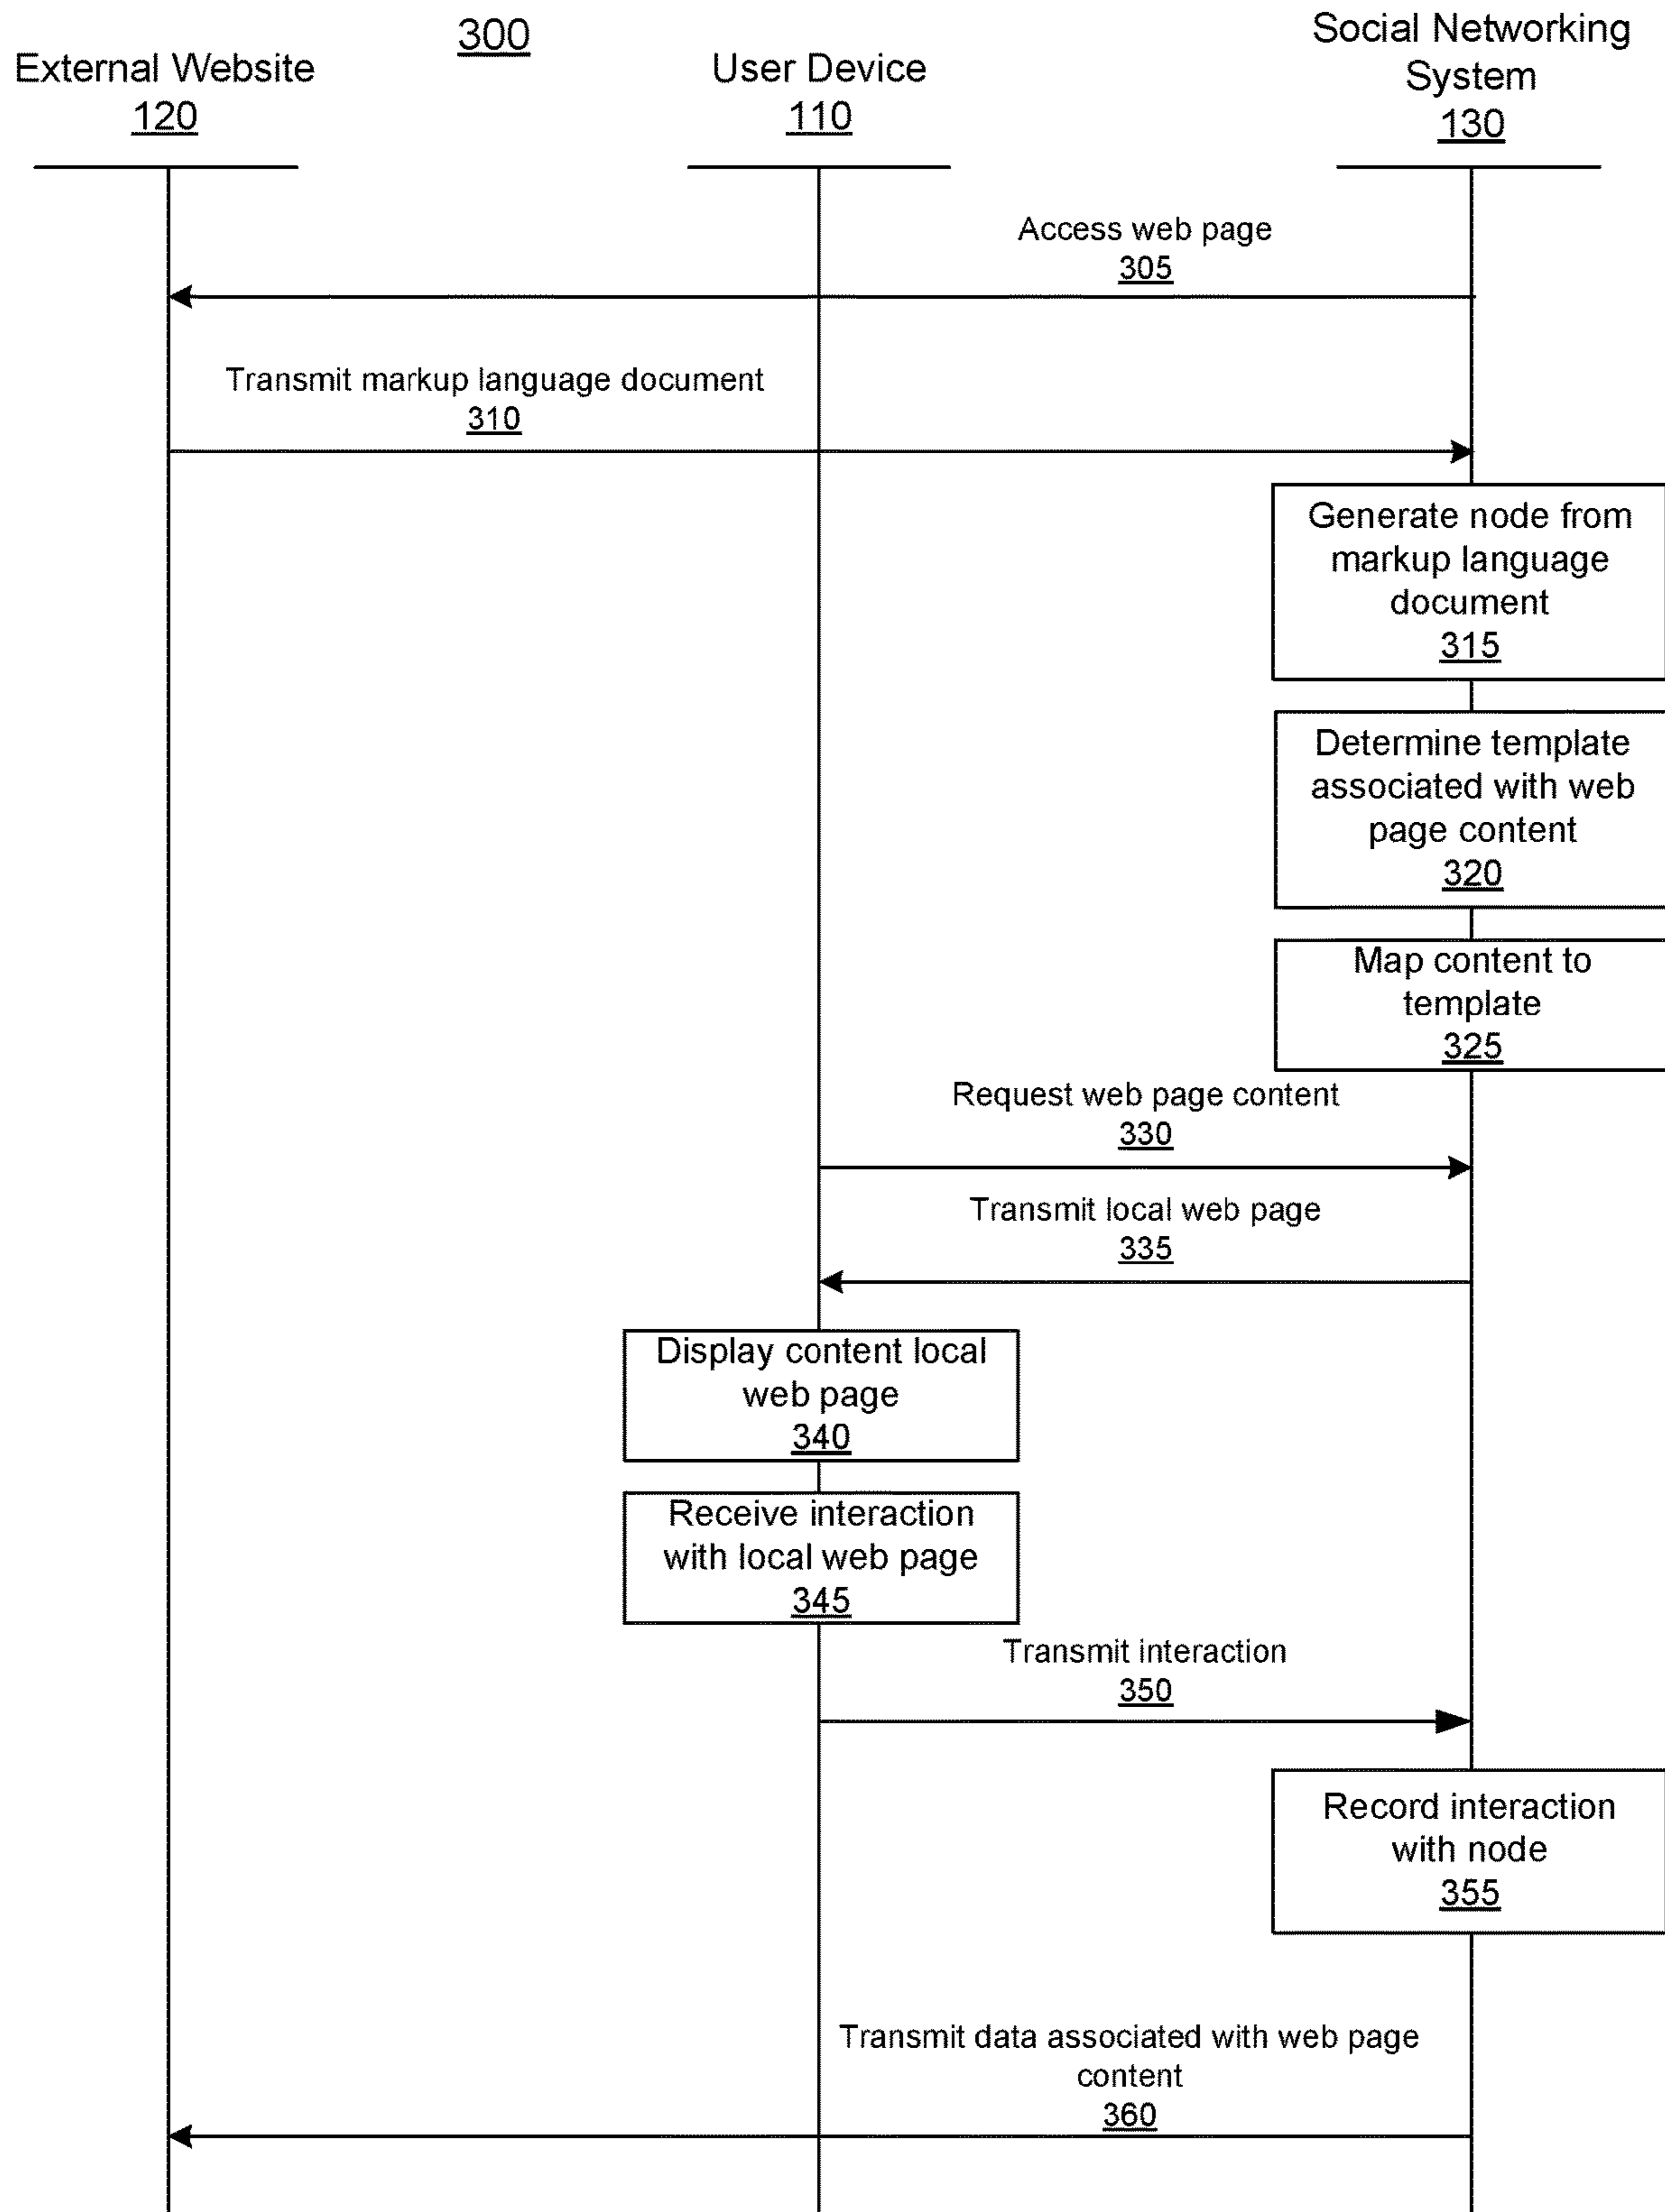 300
External Website
120
User Device
110
Social Networking
System
130
Access web page
305
Transmit markup language document
310
Generate node from
markup language
document
315
Determine template
associated with web
page content
320
Map content to
template
325
Request web page content
330
Transmit local web page
335
Display content local
web page
340
Receive interaction
with local web page
345
Transmit interaction
350
Record interaction
with node
355
Transmit data associated with web page
content
360